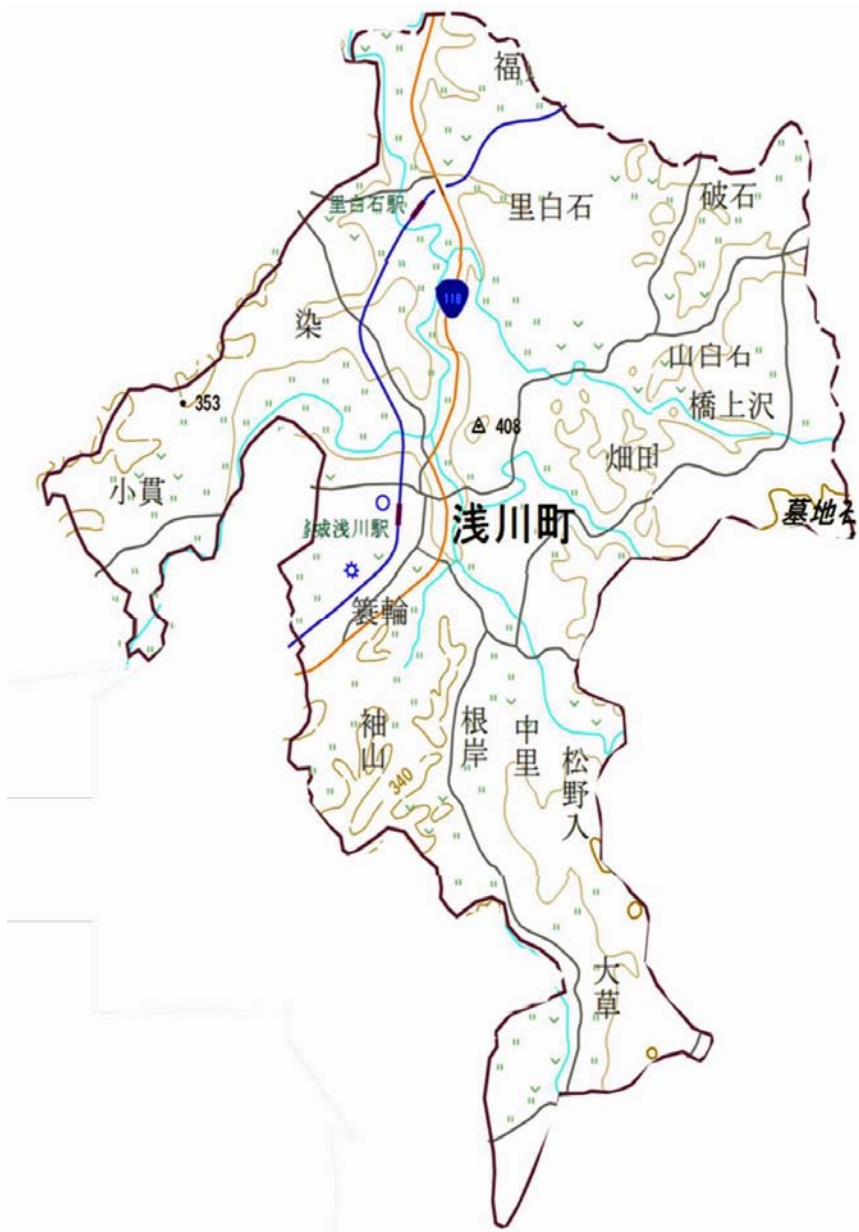 福
破石
里白石
里白石駅
118
染
山白石
353
橋上沢
408
畑田
小貫
浅川町
墓地
城浅川駅
簑輪
袖山
根岸
中里
松野入
340
大草